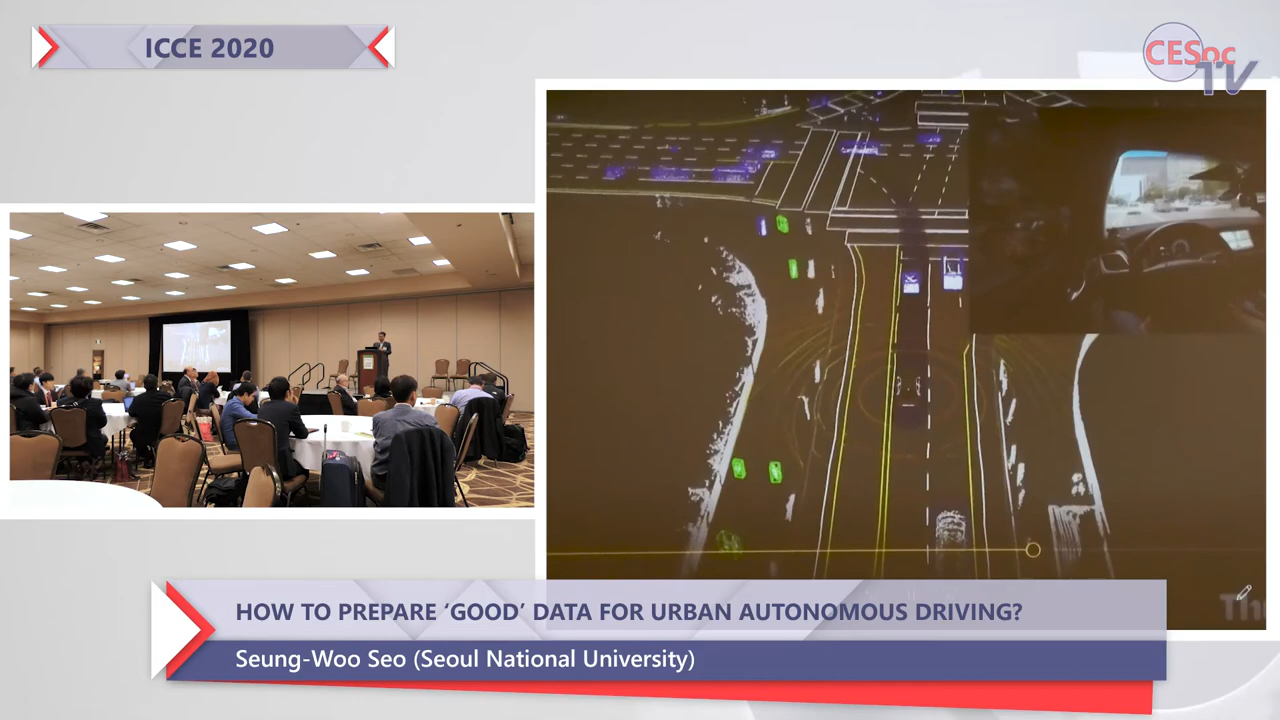 ICCE 2020
CESoc
TV
Th
HOW TO PREPARE ‘GOOD’ DATA FOR URBAN AUTONOMOUS DRIVING?
Seung-Woo Seo (Seoul National University)